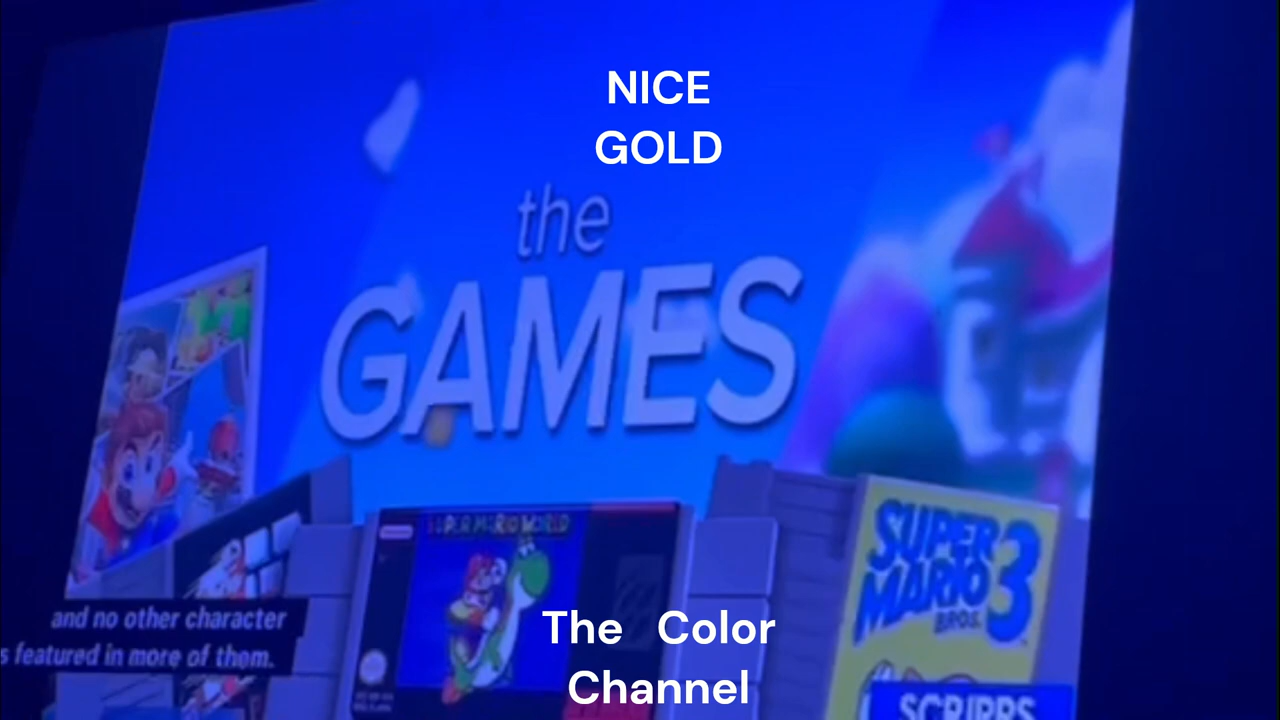 NICE
GOLD
the
GAMES
SUPER MARIO WORLD
SUPER
MARIO 3
BROS.
and no other character
s featured in more of them.
The Color
Channel
SCRIPPS